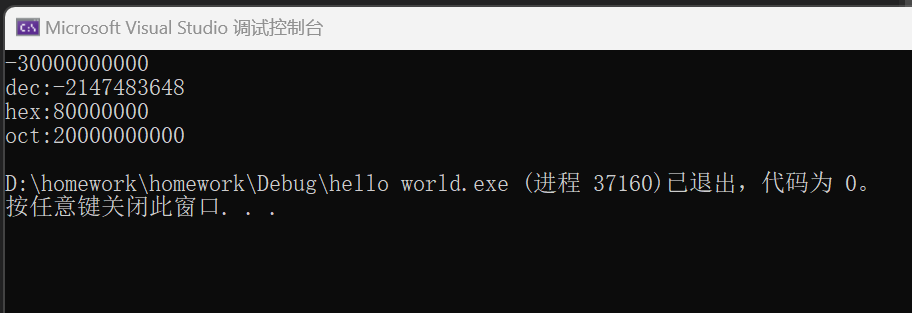 Microsoft Visual Studio 调试控制台
-30000000000
dec:-2147483648
hex:80000000
oct:20000000000
D:\homework\homework\Debug\hello world.exe (进程 37160)已退出，代码为 0。
按任意键关闭此窗口. . .